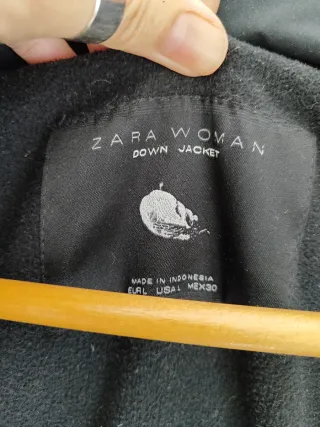 ZARA WOMAN
DOWN JACKET
MADE IN INDONESIA
EUR L USA L MEX 30